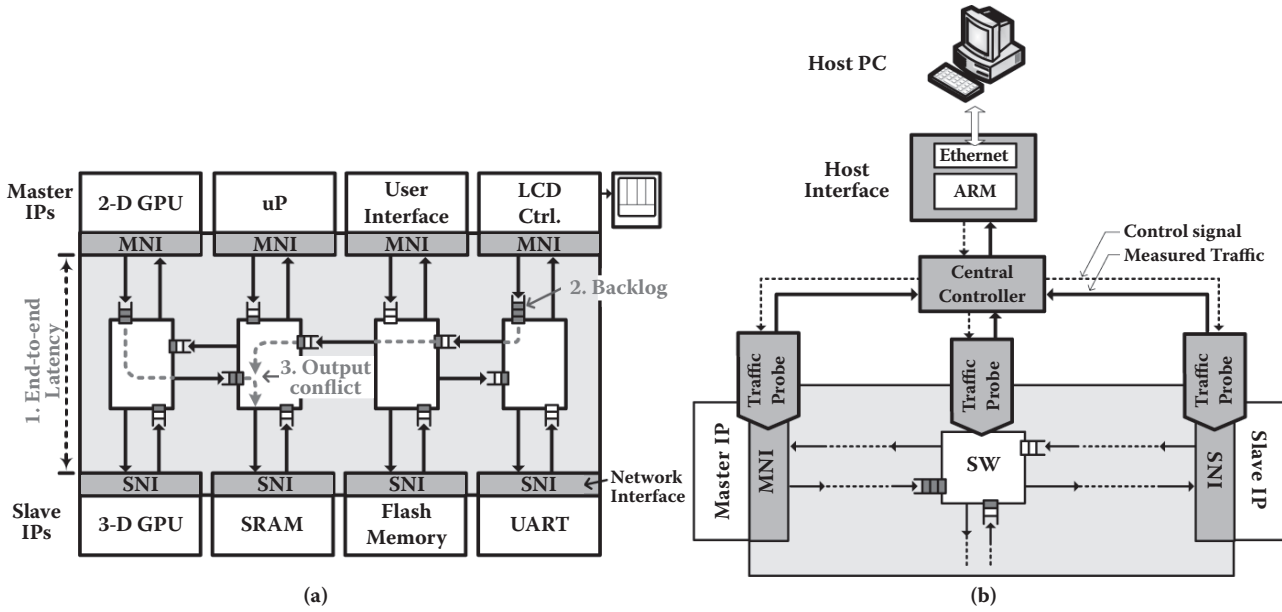 Master
IPs
2-D GPU
uP
User
Interface
LCD
Ctrl.
MNI
MNI
MNI
MNI
1. End-to-end
Latency
2. Backlog
3. Output
conflict
SNI
SNI
SNI
SNI
Network
Interface
Slave
IPs
3-D GPU
SRAM
Flash
Memory
UART
(a)
Host PC
Host
Interface
Ethernet
ARM
Control signal
Measured Traffic
Central
Controller
Traffic
Probe
Traffic
Probe
Traffic
Probe
Master IP
MNI
SW
SNI
Slave IP
(b)